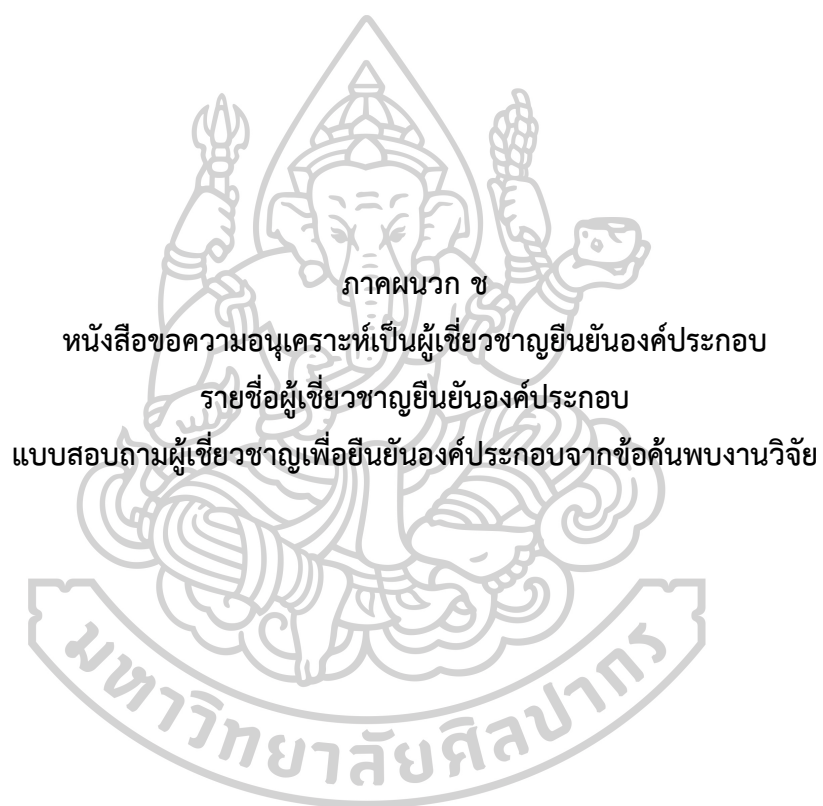 ภาคผนวก ช
หนังสือขอความอนุเคราะห์เป็นผู้เชี่ยวชาญยืนยันองค์ประกอบ
รายชื่อผู้เชี่ยวชาญยืนยันองค์ประกอบ
แบบสอบถามผู้เชี่ยวชาญเพื่อยืนยันองค์ประกอบจากข้อค้นพบงานวิจัย
มหาวิทยาลัยศิลปากร